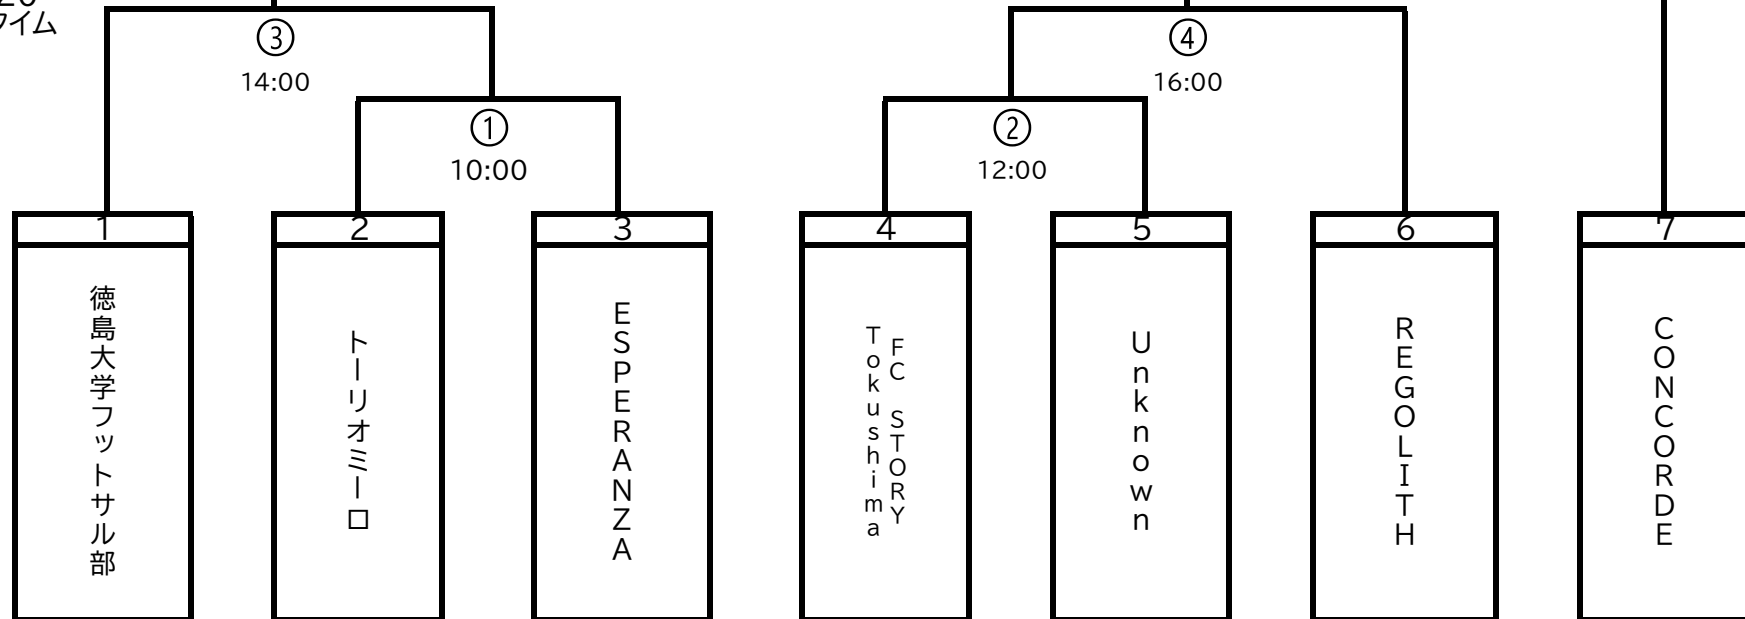 イム
③
④
14:00
16:00
①
②
10:00
12:00
1
2
3
4
5
6
7
徳島大学フットサル部
トーリオミーロ
ESPERANZA
FC STORY
Tokushima
Unknown
REGOLITH
CONCORDE